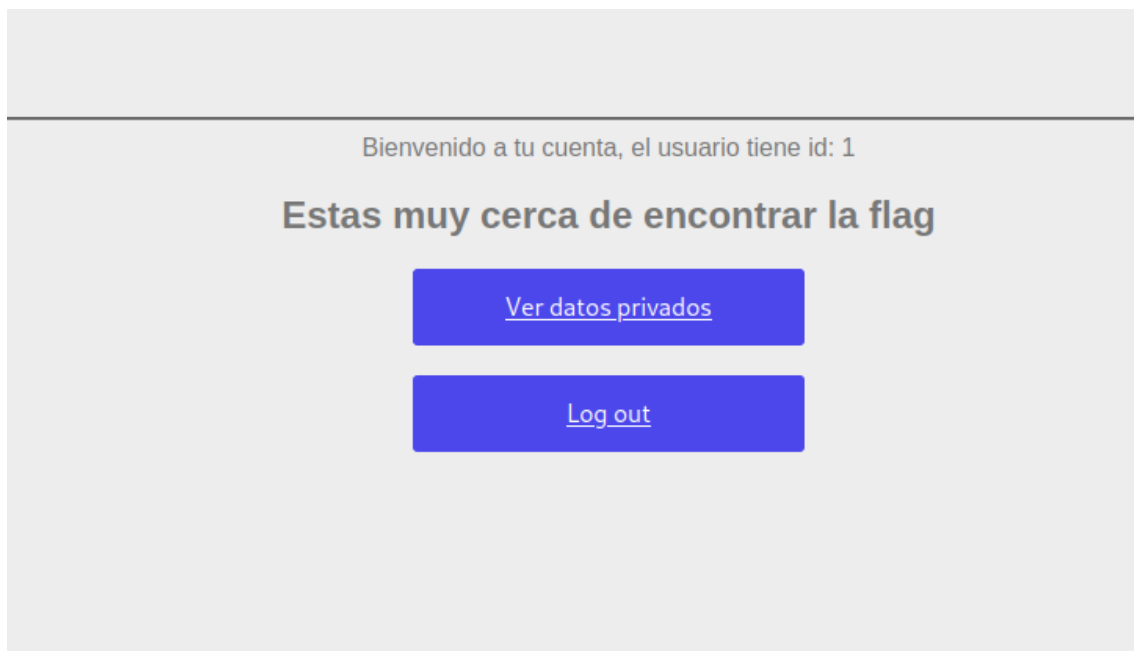 Bienvenido a tu cuenta, el usuario tiene id: 1
Estas muy cerca de encontrar la flag
Ver datos privados
Log out